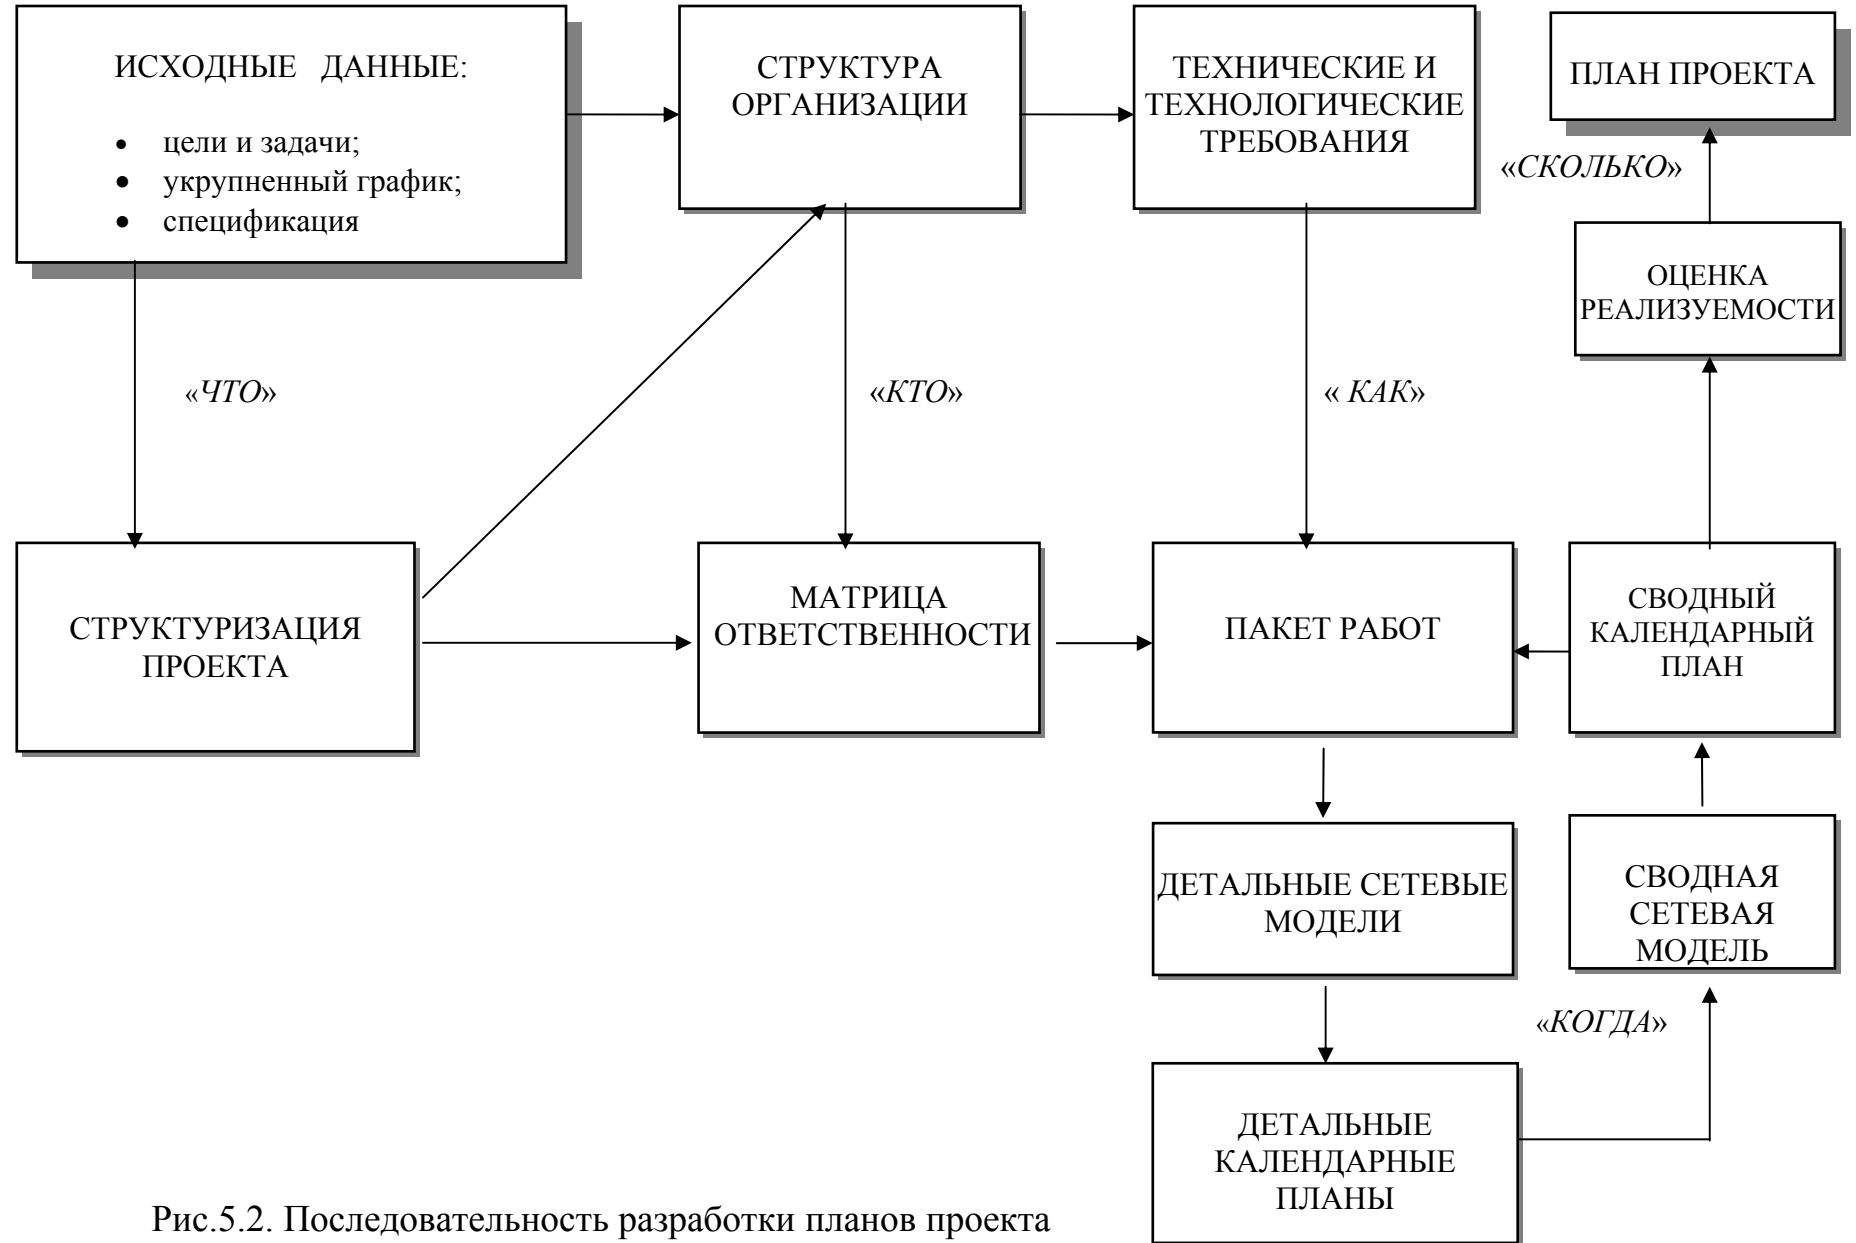 ИСХОДНЫЕ ДАННЫЕ:
• цели и задачи;
• укрупненный график;
• спецификация
СТРУКТУРА
ОРГАНИЗАЦИИ
ТЕХНИЧЕСКИЕ И
ТЕХНОЛОГИЧЕСКИЕ
ТРЕБОВАНИЯ
ПЛАН ПРОЕКТА
«СКОЛЬКО»
ОЦЕНКА
РЕАЛИЗУЕМОСТИ
«ЧТО»
«КТО»
« КАК»
СТРУКТУРИЗАЦИЯ
ПРОЕКТА
МАТРИЦА
ОТВЕТСТВЕННОСТИ
ПАКЕТ РАБОТ
СВОДНЫЙ
КАЛЕНДАРНЫЙ
ПЛАН
ДЕТАЛЬНЫЕ СЕТЕВЫЕ
МОДЕЛИ
СВОДНАЯ
СЕТЕВАЯ
МОДЕЛЬ
«КОГДА»
ДЕТАЛЬНЫЕ
КАЛЕНДАРНЫЕ
ПЛАНЫ
Рис.5.2. Последовательность разработки планов проекта